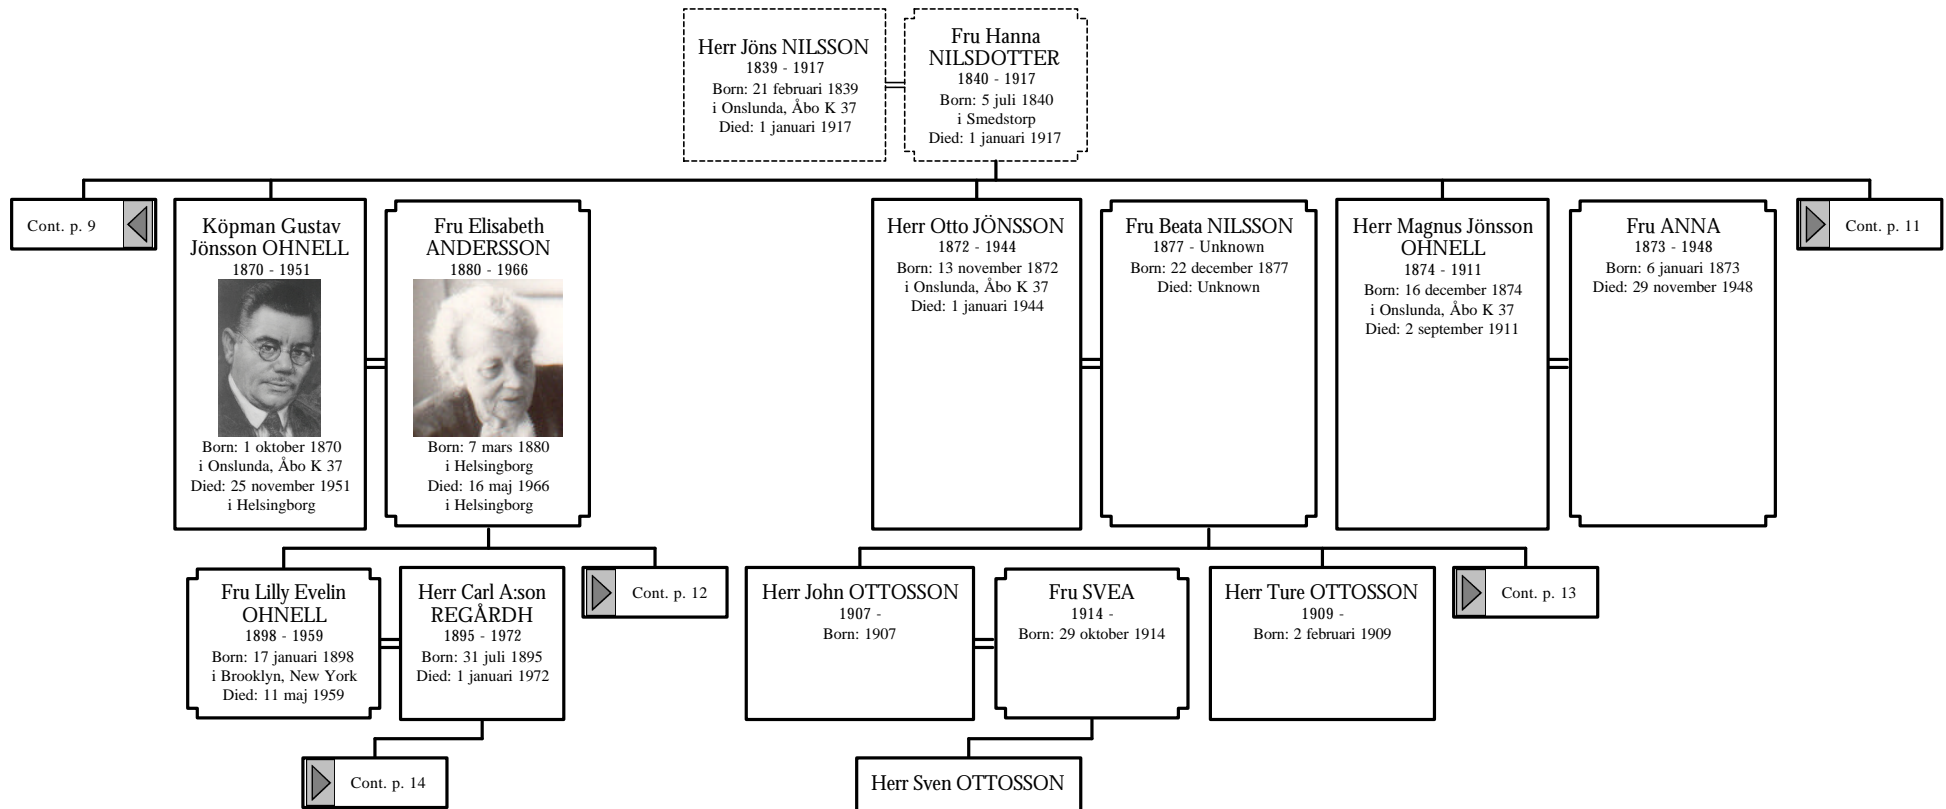 Herr Jöns NILSSON
1839 - 1917
Born: 21 februari 1839
i Onslunda, Åbo K 37
Died: 1 januari 1917
Fru Hanna
NILSDOTTER
1840 - 1917
Born: 5 juli 1840
i Smedstorp
Died: 1 januari 1917
Cont. p. 9
Köpman Gustav
Jönsson OHNELL
1870 - 1951
Born: 1 oktober 1870
i Onslunda, Åbo K 37
Died: 25 november 1951
i Helsingborg
Fru Elisabeth
ANDERSSON
1880 - 1966
Born: 7 mars 1880
i Helsingborg
Died: 16 maj 1966
i Helsingborg
Herr Otto JÖNSSON
1872 - 1944
Born: 13 november 1872
i Onslunda, Åbo K 37
Died: 1 januari 1944
Fru Beata NILSSON
1877 - Unknown
Born: 22 december 1877
Died: Unknown
Herr Magnus Jönsson
OHNELL
1874 - 1911
Born: 16 december 1874
i Onslunda, Åbo K 37
Died: 2 september 1911
Fru ANNA
1873 - 1948
Born: 6 januari 1873
Died: 29 november 1948
Cont. p. 11
Fru Lilly Evelin
OHNELL
1898 - 1959
Born: 17 januari 1898
i Brooklyn, New York
Died: 11 maj 1959
Herr Carl A:son
REGÅRDH
1895 - 1972
Born: 31 juli 1895
Died: 1 januari 1972
Cont. p. 12
Herr John OTTOSSON
1907 -
Born: 1907
Fru SVEA
1914 -
Born: 29 oktober 1914
Herr Ture OTTOSSON
1909 -
Born: 2 februari 1909
Cont. p. 13
Cont. p. 14
Herr Sven OTTOSSON